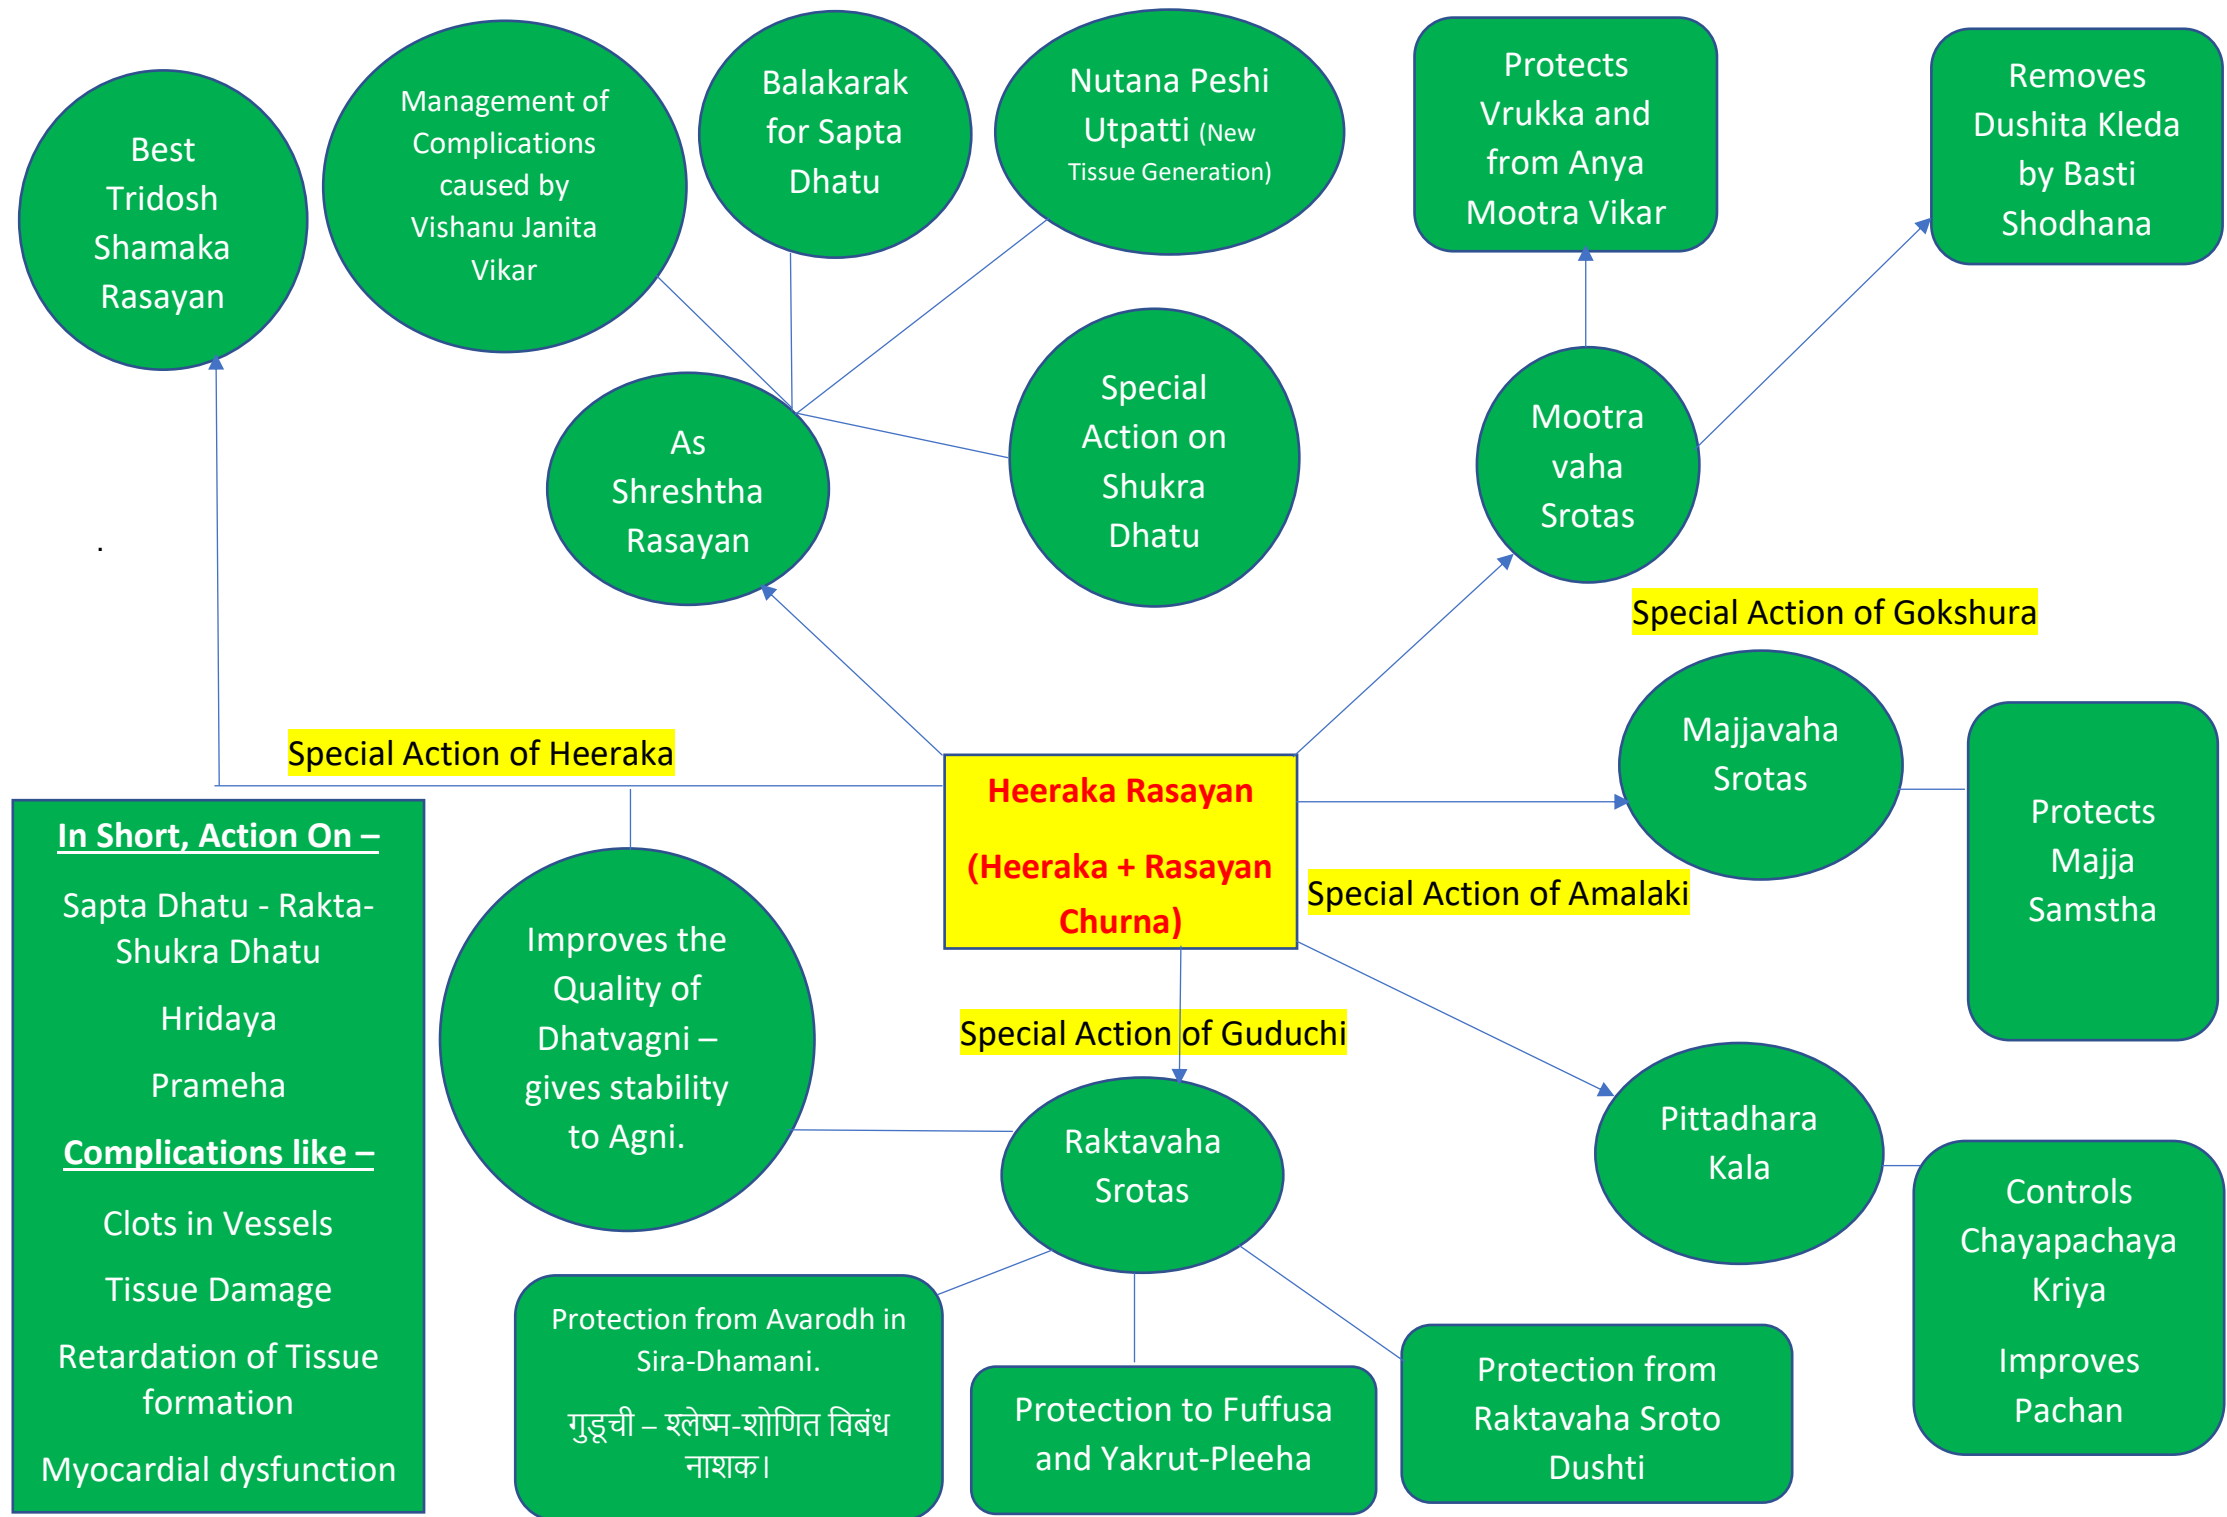 Best
Tridosh
Shamaka
Rasayan
Management of
Complications
caused by
Vishanu Janita
Vikar
Balakarak
for Sapta
Dhatu
Nutana Peshi
Utpatti (New
Tissue Generation)
Protects
Vrukka and
from Anya
Mootra Vikar
Removes
Dushita Kleda
by Basti
Shodhana
As
Shreshtha
Rasayan
Special
Action on
Shukra
Dhatu
Mootra
vaha
Srotas
.
Special Action of Gokshura
Special Action of Heeraka
Heeraka Rasayan
(Heeraka + Rasayan
Churna)
Majjavaha
Srotas
Protects
Majja
Samstha
Special Action of Amalaki
In Short, Action On –
Sapta Dhatu - Rakta-
Shukra Dhatu
Hridaya
Prameha
Complications like –
Clots in Vessels
Tissue Damage
Retardation of Tissue
formation
Myocardial dysfunction
Improves the
Quality of
Dhatvagni –
gives stability
to Agni.
Special Action of Guduchi
Raktavaha
Srotas
Pittadhara
Kala
Controls
Chayapachaya
Kriya
Improves
Pachan
Protection from Avarodh in
Sira-Dhamani.
गुडूची – श्लेष्म-शोणित विबंध
नाशक।
Protection to Fuffusa
and Yakrut-Pleeha
Protection from
Raktavaha Sroto
Dushti